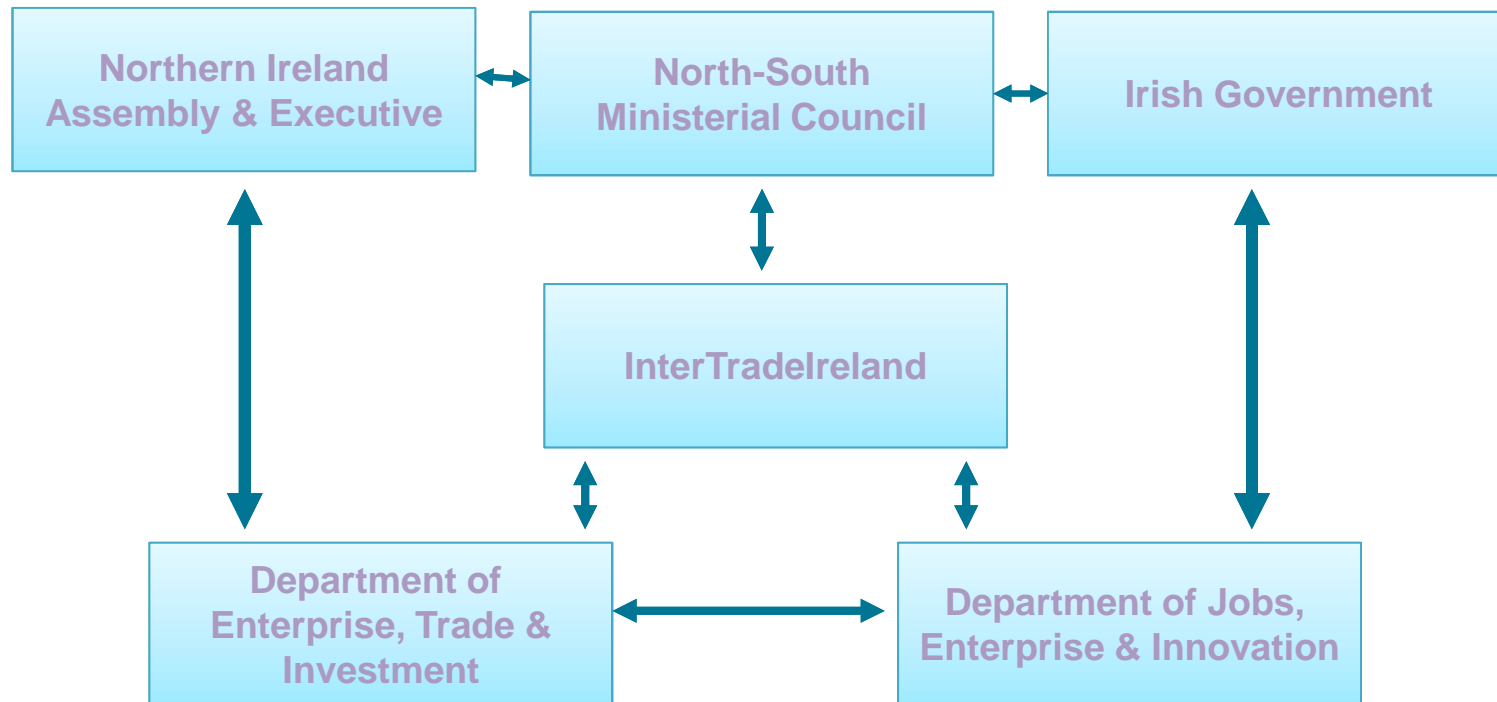 Northern Ireland
Assembly & Executive
North-South
Ministerial Council
Irish Government
InterTradeIreland
Department of
Enterprise, Trade &
Investment
Department of Jobs,
Enterprise & Innovation